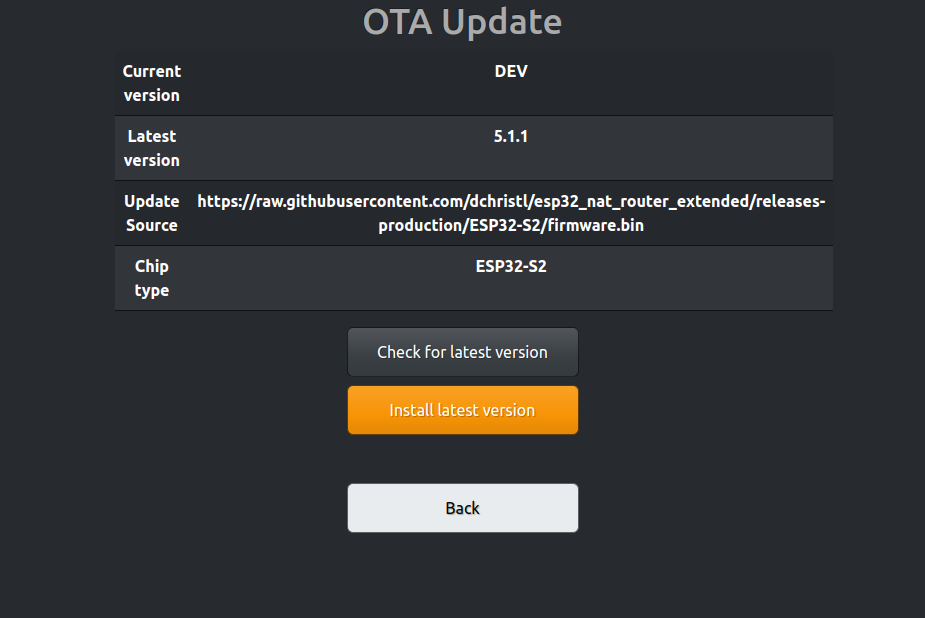 OTA Update
Current
version
DEV
Latest
version
5.1.1
Update
Source
https://raw.githubusercontent.com/dchristl/esp32_nat_router_extended/releases-
production/ESP32-S2/firmware.bin
Chip
type
ESP32-S2
Check for latest version
Install latest version
Back